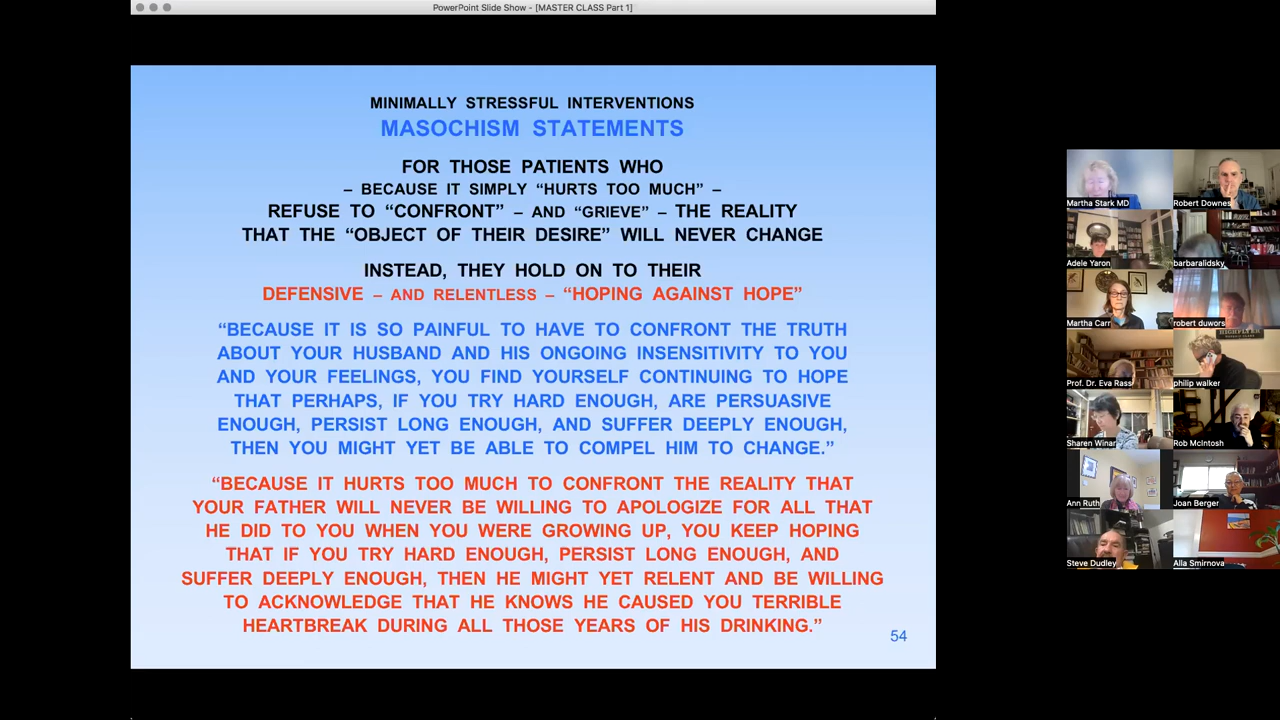 PowerPoint Slide Show - [MASTER CLASS Part 1]
MINIMALLY STRESSFUL INTERVENTIONS
MASOCHISM STATEMENTS
FOR THOSE PATIENTS WHO
– BECAUSE IT SIMPLY “HURTS TOO MUCH” –
REFUSE TO “CONFRONT” – AND “GRIEVE” – THE REALITY
THAT THE “OBJECT OF THEIR DESIRE” WILL NEVER CHANGE
INSTEAD, THEY HOLD ON TO THEIR
DEFENSIVE – AND RELENTLESS – “HOPING AGAINST HOPE”
“BECAUSE IT IS SO PAINFUL TO HAVE TO CONFRONT THE TRUTH
ABOUT YOUR HUSBAND AND HIS ONGOING INSENSITIVITY TO YOU
AND YOUR FEELINGS, YOU FIND YOURSELF CONTINUING TO HOPE
THAT PERHAPS, IF YOU TRY HARD ENOUGH, ARE PERSUASIVE
ENOUGH, PERSIST LONG ENOUGH, AND SUFFER DEEPLY ENOUGH,
THEN YOU MIGHT YET BE ABLE TO COMPEL HIM TO CHANGE.”
“BECAUSE IT HURTS TOO MUCH TO CONFRONT THE REALITY THAT
YOUR FATHER WILL NEVER BE WILLING TO APOLOGIZE FOR ALL THAT
HE DID TO YOU WHEN YOU WERE GROWING UP, YOU KEEP HOPING
THAT IF YOU TRY HARD ENOUGH, PERSIST LONG ENOUGH, AND
SUFFER DEEPLY ENOUGH, THEN HE MIGHT YET RELENT AND BE WILLING
TO ACKNOWLEDGE THAT HE KNOWS HE CAUSED YOU TERRIBLE
HEARTBREAK DURING ALL THOSE YEARS OF HIS DRINKING.”
54
Martha Stark MD
Robert Downes
Adele Yaron
barbaralidsky
Martha Carr
robert duwors
Prof. Dr. Eva Rass
philip walker
Sharen Winar
Rob McIntosh
Ann Ruth
Joan Berger
Steve Dudley
Alla Smirnova